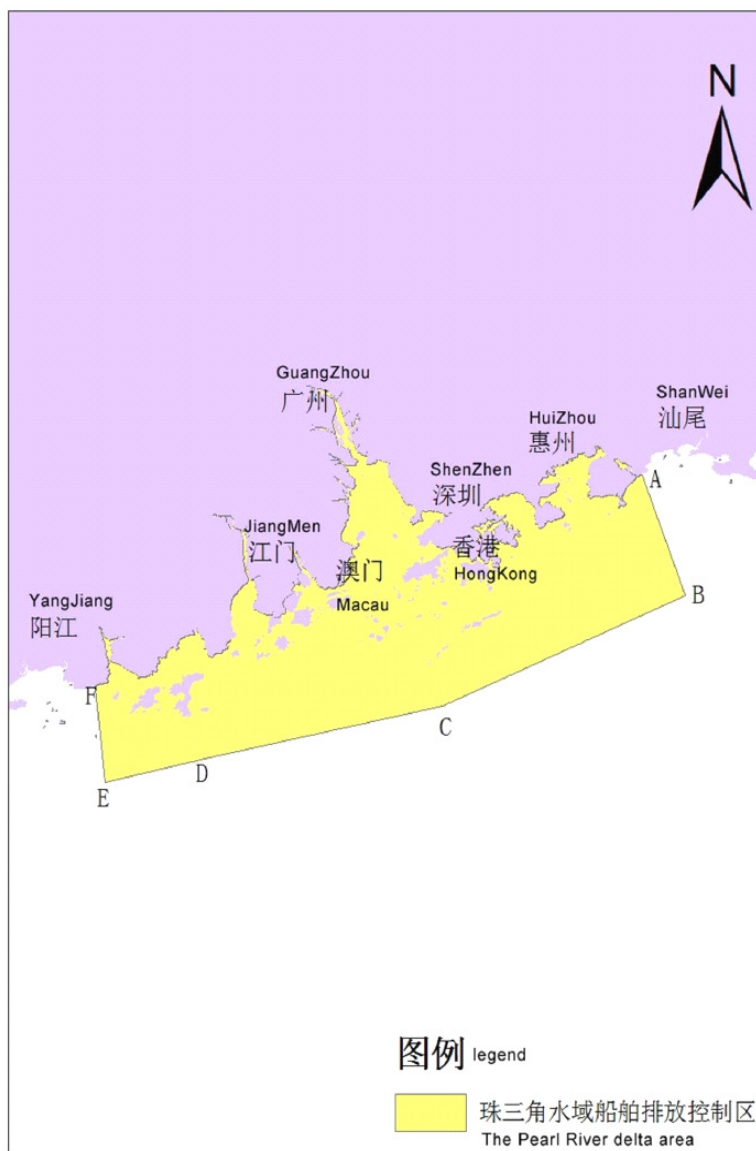 N
GuangZhou
广州
ShanWei
汕尾
HuiZhou
惠州
A
ShenZhen
深圳
JiangMen
江门
香港
HongKong
澳门
Macau
B
YangJiang
阳江
F
C
D
E
图例 legend
珠三角水域船舶排放控制区
The Pearl River delta area